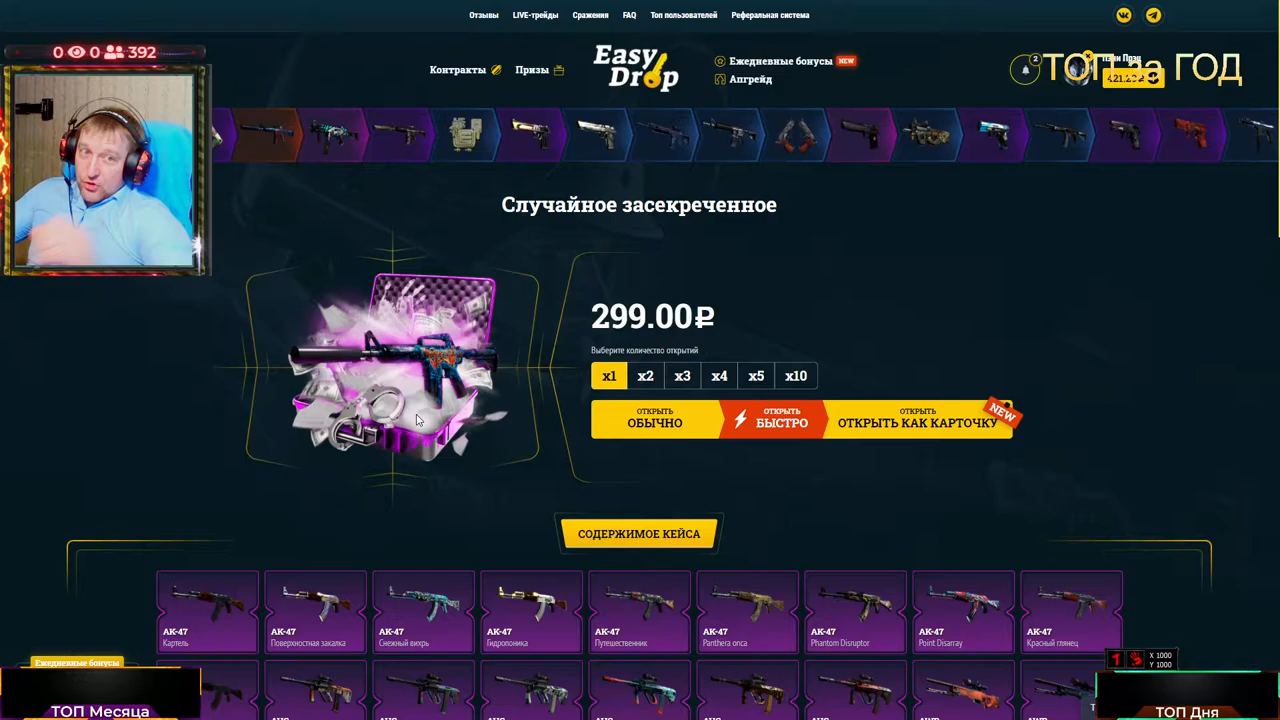 Отзывы LIVE-трейды Сражения FAQ Топ пользователей Реферальная система
0 0 392
Контракты Призы
Easy Drop
Ежедневные бонусы NEW
Апгрейд
2
ТОП за ГОД
Случайное засекреченное
299.00₽
Выберите количество открытий
x1 x2 x3 x4 x5 x10
ОТКРЫТЬ ОБЫЧНО
ОТКРЫТЬ БЫСТРО
ОТКРЫТЬ КАК КАРТОЧКУ
NEW
СОДЕРЖИМОЕ КЕЙСА
AK-47 AK-47 AK-47 AK-47 AK-47 AK-47 AK-47 AK-47 AK-47
Картель Поверхностная закалка Снежный вихрь Гидропоника Путешественник Panthera onca Phantom Disruptor Point Disarray Красный глянец
Ежедневные бонусы
X 1000
Y 1000
ТОП Месяца
ТОП Дня